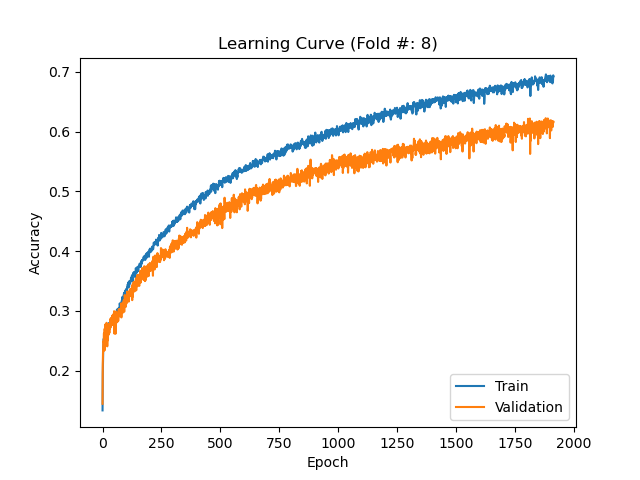 Learning Curve (Fold #: 8)
0.7
0.6
0.5
0.4
0.3
0.2
Accuracy
Train
Validation
0 250 500 750 1000 1250 1500 1750 2000
Epoch